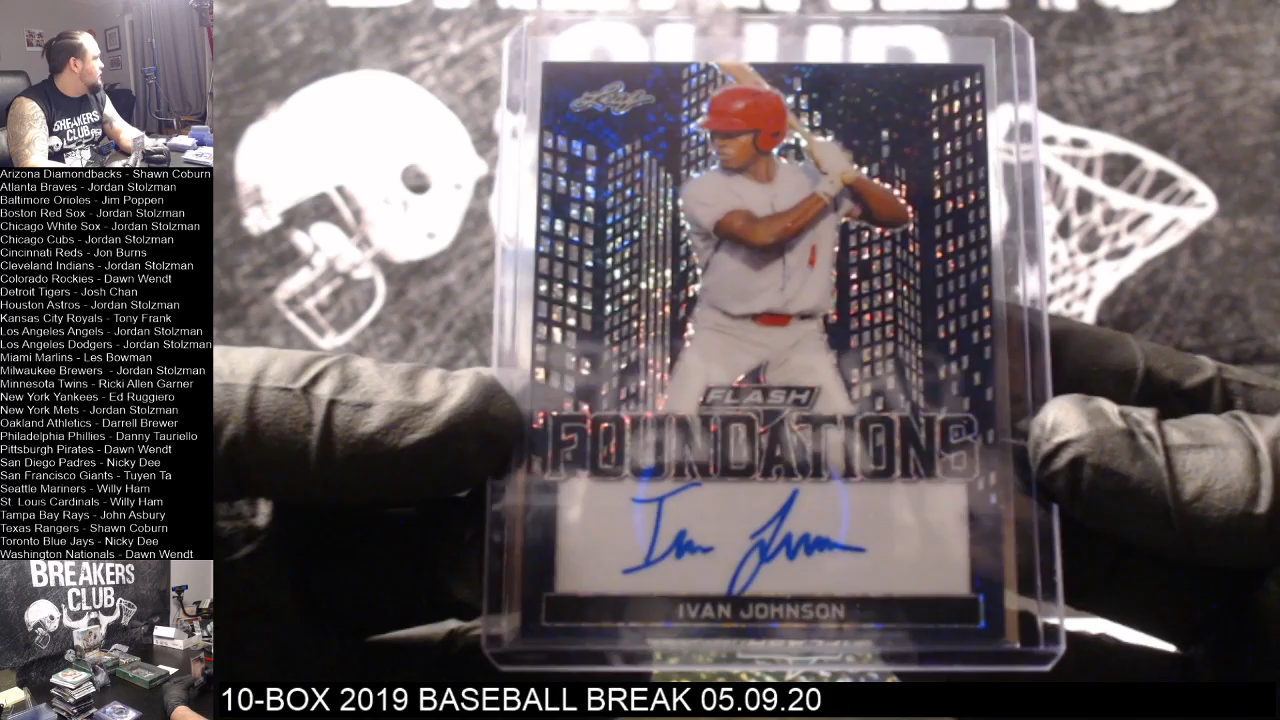 BREAKERS
CLUB
Arizona Diamondbacks - Shawn Coburn
Atlanta Braves - Jordan Stolzman
Baltimore Orioles - Jim Poppen
Boston Red Sox - Jordan Stolzman
Chicago White Sox - Jordan Stolzman
Chicago Cubs - Jordan Stolzman
Cincinnati Reds - Jon Burns
Cleveland Indians - Jordan Stolzman
Colorado Rockies - Dawn Wendt
Detroit Tigers - Josh Chan
Houston Astros - Jordan Stolzman
Kansas City Royals - Tony Frank
Los Angeles Angels - Jordan Stolzman
Los Angeles Dodgers - Jordan Stolzman
Miami Marlins - Les Bowman
Milwaukee Brewers - Jordan Stolzman
Minnesota Twins - Ricki Allen Garner
New York Yankees - Ed Ruggiero
New York Mets - Jordan Stolzman
Oakland Athletics - Darrell Brewer
Philadelphia Phillies - Danny Tauriello
Pittsburgh Pirates - Dawn Wendt
San Diego Padres - Nicky Dee
San Francisco Giants - Tuyen Ta
Seattle Mariners - Willy Ham
St. Louis Cardinals - Willy Ham
Tampa Bay Rays - John Asbury
Texas Rangers - Shawn Coburn
Toronto Blue Jays - Nicky Dee
Washington Nationals - Dawn Wendt
BREAKERS
CLUB
CLUB
Leaf
FLASH
FOUNDATIONS
IVAN JOHNSON
10-BOX 2019 BASEBALL BREAK 05.09.20